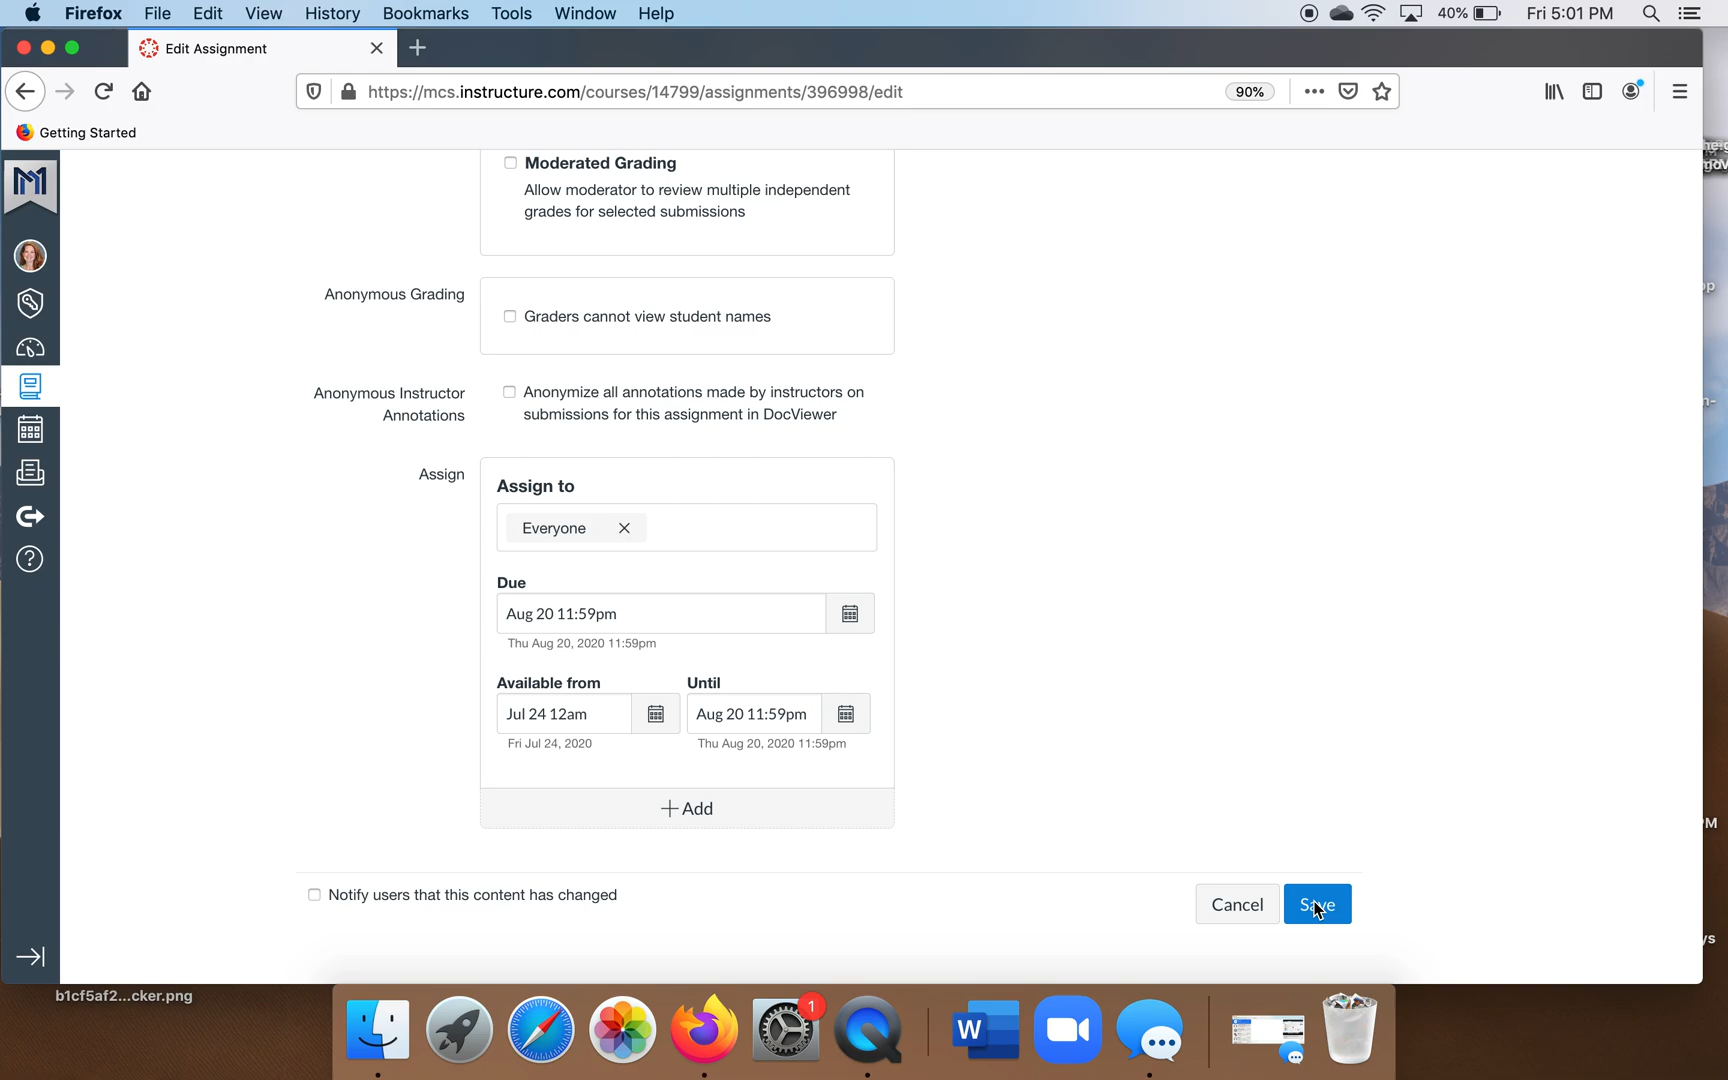 Firefox File Edit View History Bookmarks Tools Window Help 40% Fri 5:01 PM
Edit Assignment
https://mcs.instructure.com/courses/14799/assignments/396998/edit 90%
Getting Started
Moderated Grading
Allow moderator to review multiple independent
grades for selected submissions
Anonymous Grading
Graders cannot view student names
Anonymous Instructor
Annotations
Anonymize all annotations made by instructors on
submissions for this assignment in DocViewer
Assign
Assign to
Everyone
Due
Aug 20 11:59pm
Thu Aug 20, 2020 11:59pm
Available from Until
Jul 24 12am Aug 20 11:59pm
Fri Jul 24, 2020 Thu Aug 20, 2020 11:59pm
Add
Notify users that this content has changed
Cancel Save
b1cf5af2...cker.png
1
W